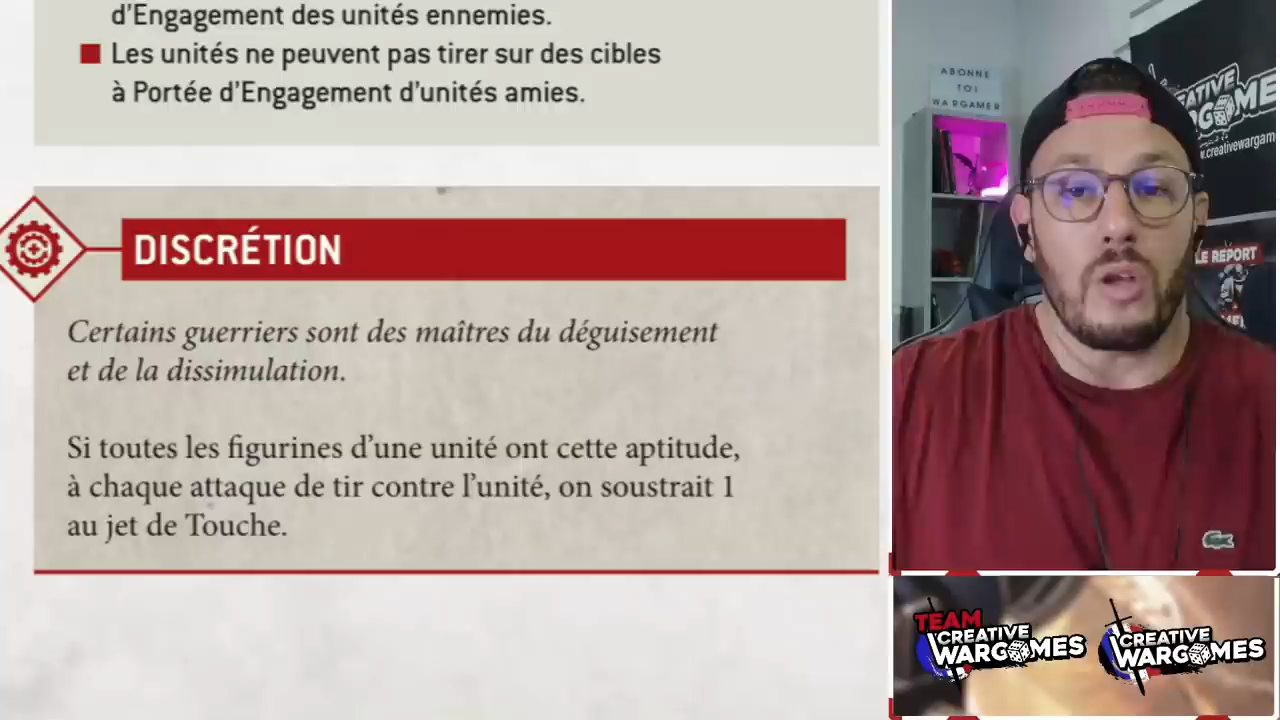 d’Engagement des unités ennemies.
Les unités ne peuvent pas tirer sur des cibles
à Portée d’Engagement d’unités amies.
DISCRÉTION
Certains guerriers sont des maîtres du déguisement
et de la dissimulation.
Si toutes les figurines d’une unité ont cette aptitude,
à chaque attaque de tir contre l’unité, on soustrait 1
au jet de Touche.
ABONNE
TOI
WARGAMER
LE REPORT
TEAM
CREATIVE
WARGAMES
CREATIVE
WARGAMES